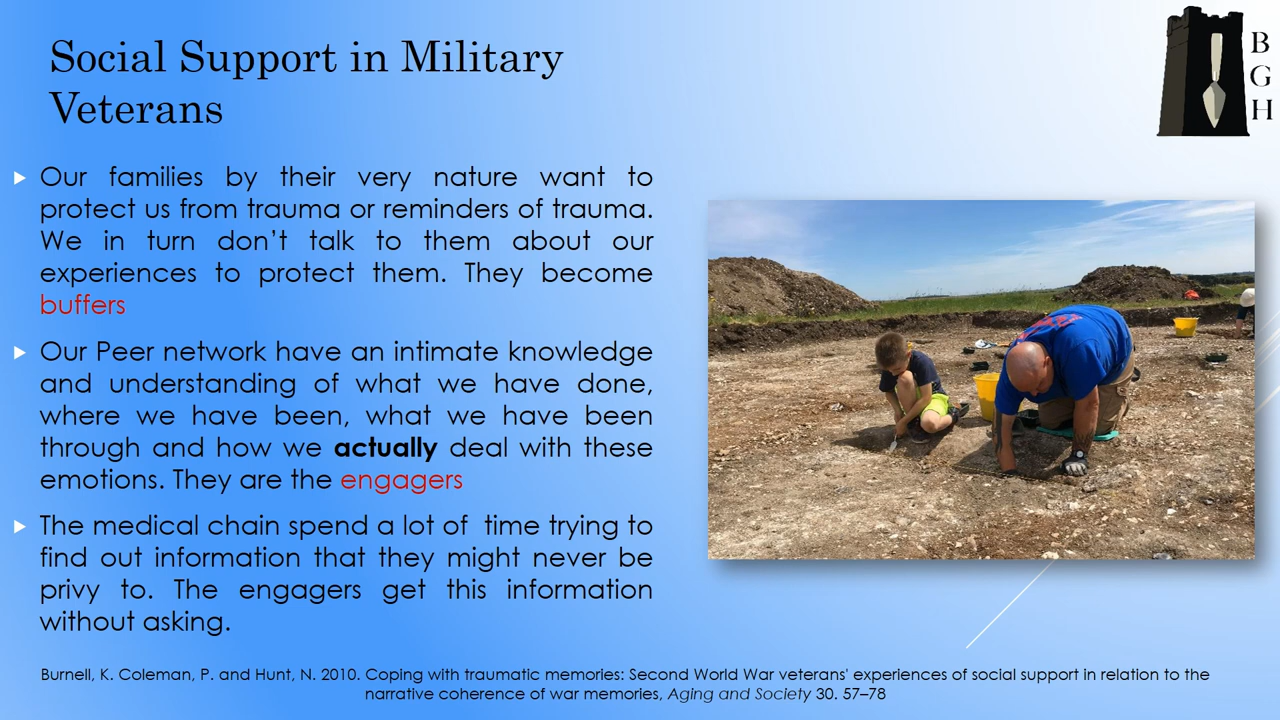 Social Support in Military
Veterans
B
G
H
Our families by their very nature want to
protect us from trauma or reminders of trauma.
We in turn don’t talk to them about our
experiences to protect them. They become
buffers
Our Peer network have an intimate knowledge
and understanding of what we have done,
where we have been, what we have been
through and how we actually deal with these
emotions. They are the engagers
The medical chain spend a lot of  time trying to
find out information that they might never be
privy to. The engagers get this information
without asking.
Burnell, K. Coleman, P. and Hunt, N. 2010. Coping with traumatic memories: Second World War veterans' experiences of social support in relation to the
narrative coherence of war memories, Aging and Society 30. 57–78